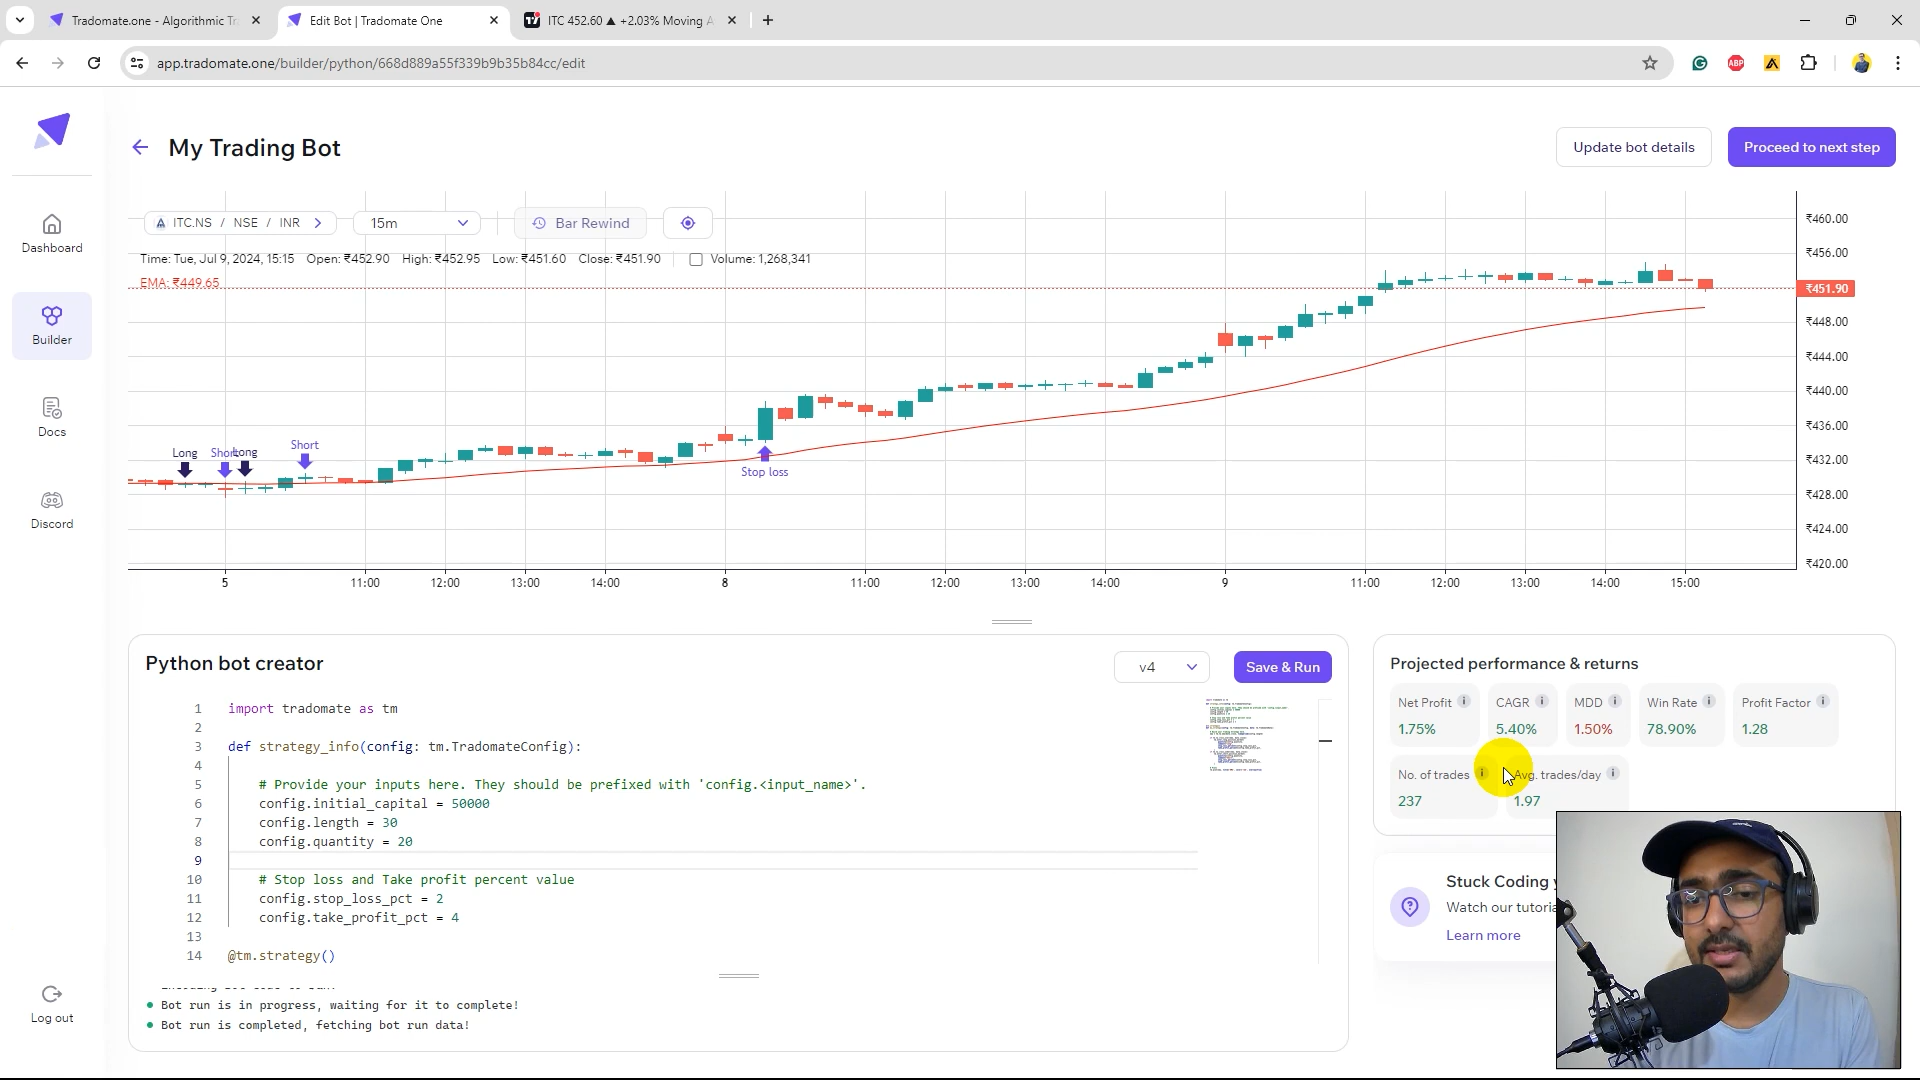 Tradomate.one - Algorithmic Tr
Edit Bot | Tradomate One
ITC 452.60 ▲ +2.03% Moving A
app.tradomate.one/builder/python/668d889a55f339b9b35b84cc/edit
ABP
My Trading Bot
Update bot details
Proceed to next step
Dashboard
Builder
Docs
Discord
Log out
ITC.NS / NSE / INR
15m
Bar Rewind
Time: Tue, Jul 9, 2024, 15:15 Open: ₹452.90 High: ₹452.95 Low: ₹451.60 Close: ₹451.90 Volume: 1,268,341
EMA: ₹449.65
₹460.00
₹456.00
₹451.90
₹448.00
₹444.00
₹440.00
₹436.00
₹432.00
₹428.00
₹424.00
₹420.00
Long
Short
Long
Short
Stop loss
5 11:00 12:00 13:00 14:00 8 11:00 12:00 13:00 14:00 9 11:00 12:00 13:00 14:00 15:00
Python bot creator
v4
Save & Run
1 import tradomate as tm
2
3 def strategy_info(config: tm.TradomateConfig):
4
5 # Provide your inputs here. They should be prefixed with 'config.<input_name>'.
6 config.initial_capital = 50000
7 config.length = 30
8 config.quantity = 20
9
10 # Stop loss and Take profit percent value
11 config.stop_loss_pct = 2
12 config.take_profit_pct = 4
13
14 @tm.strategy()
Bot run is in progress, waiting for it to complete!
Bot run is completed, fetching bot run data!
Projected performance & returns
Net Profit
1.75%
CAGR
5.40%
MDD
1.50%
Win Rate
78.90%
Profit Factor
1.28
No. of trades
237
Avg. trades/day
1.97
Stuck Coding y
Watch our tutoria
Learn more